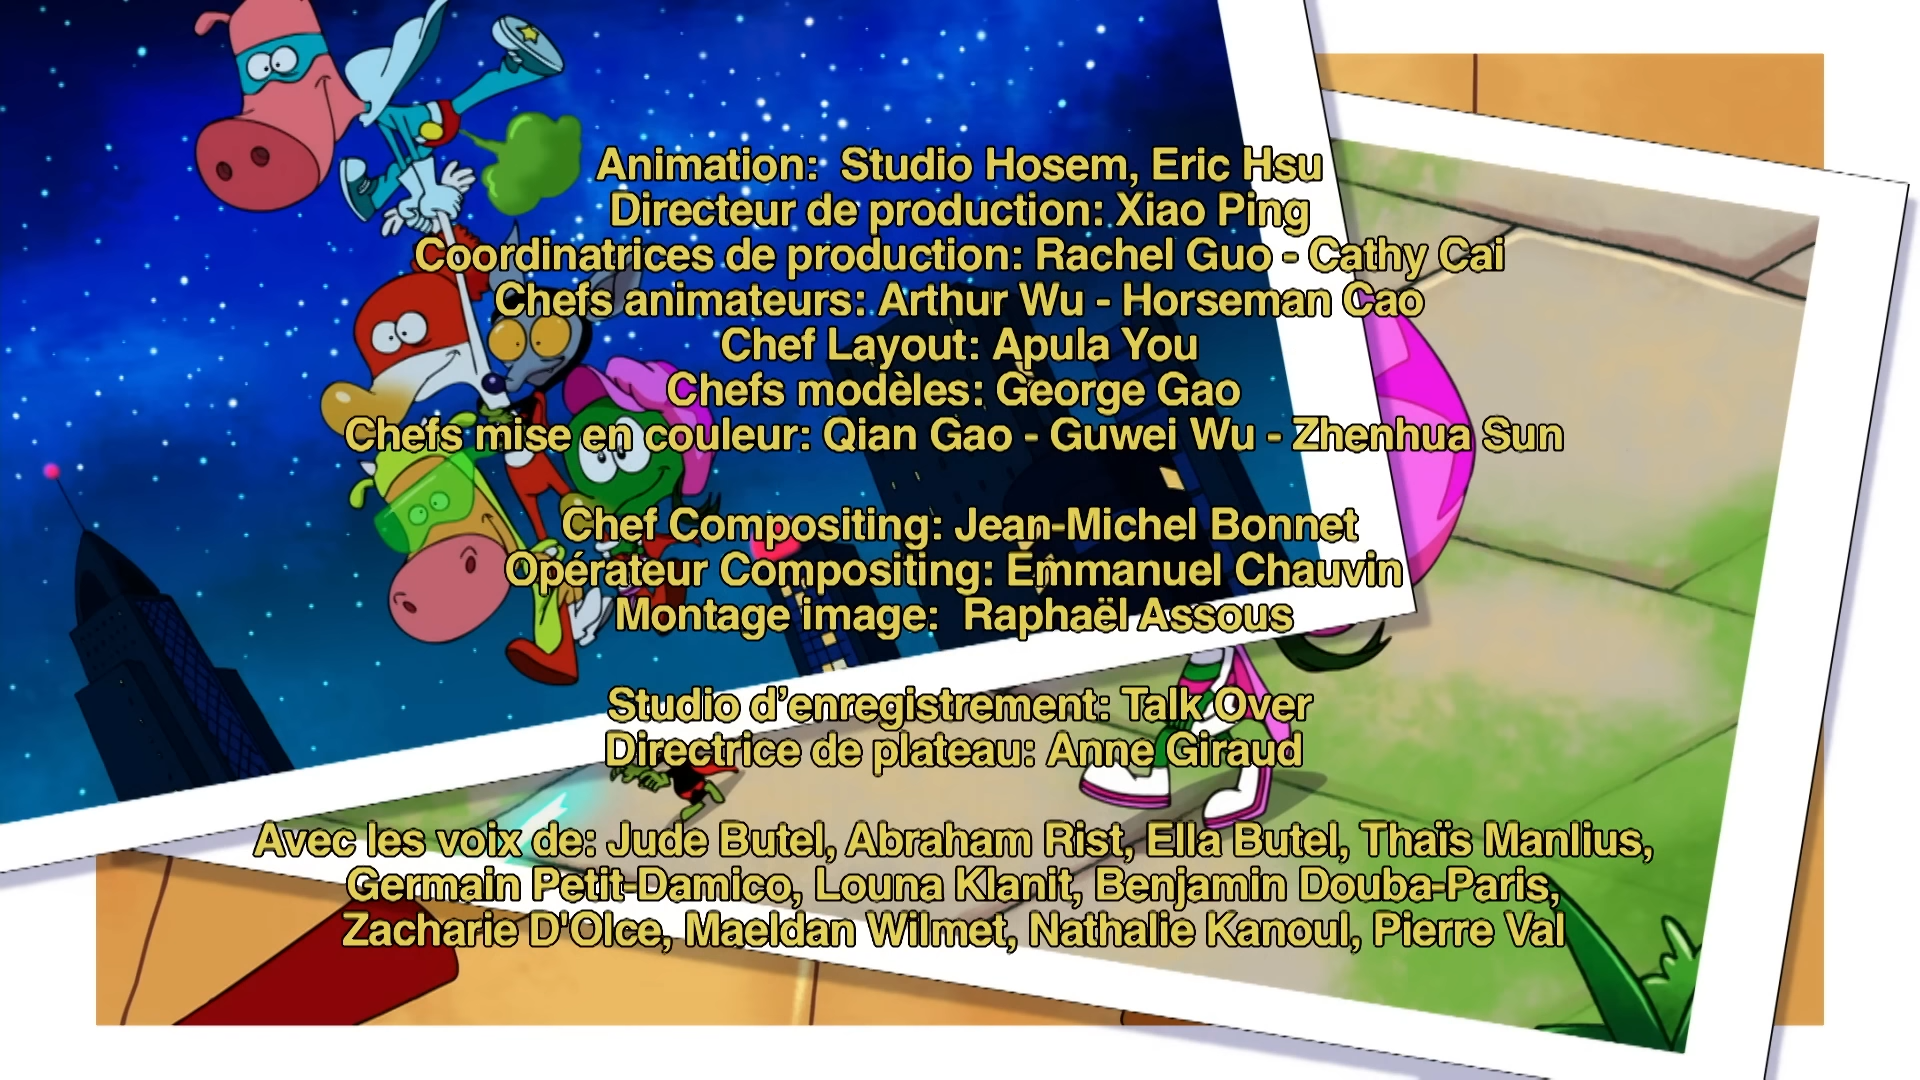 Animation:  Studio Hosem, Eric Hsu
Directeur de production: Xiao Ping
Coordinatrices de production: Rachel Guo - Cathy Cai
Chefs animateurs: Arthur Wu - Horseman Cao
Chef Layout: Apula You
Chefs modèles: George Gao
Chefs mise en couleur: Qian Gao - Guwei Wu - Zhenhua Sun
Chef Compositing: Jean-Michel Bonnet
Opérateur Compositing: Emmanuel Chauvin
Montage image:  Raphaël Assous
Studio d’enregistrement: Talk Over
Directrice de plateau: Anne Giraud
Avec les voix de: Jude Butel, Abraham Rist, Ella Butel, Thaïs Manlius,
Germain Petit-Damico, Louna Klanit, Benjamin Douba-Paris,
Zacharie D'Olce, Maeldan Wilmet, Nathalie Kanoul, Pierre Val